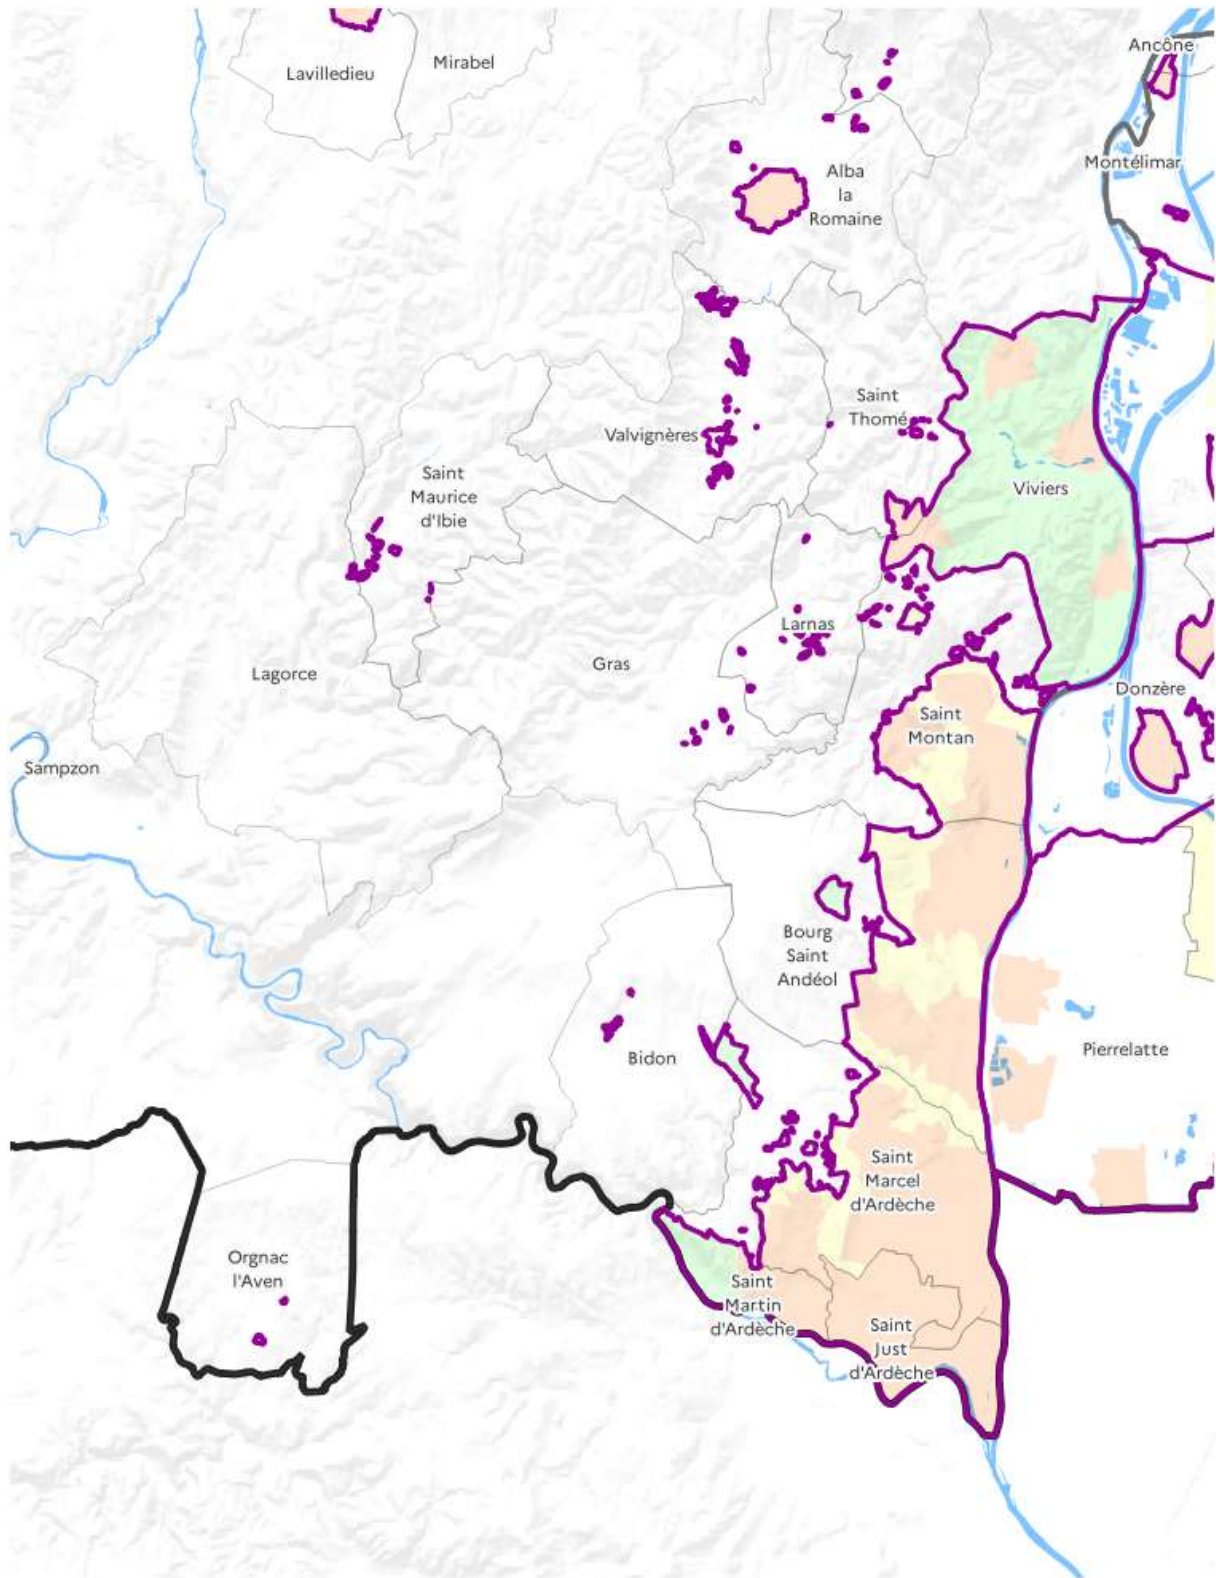 Ancône
Mirabel
Lavilledieu
Montélimar
Alba
la
Romaine
Saint
Thomé
Valvignères
Saint
Maurice
d'Ibie
Viviers
Larnas
Gras
Lagorce
Donzère
Saint
Montan
Sampzon
Bourg
Saint
Andéol
Pierrelatte
Bidon
Saint
Marcel
d'Ardèche
Orgnac
l'Aven
Saint
Martin
d'Ardèche
Saint
Just
d'Ardèche